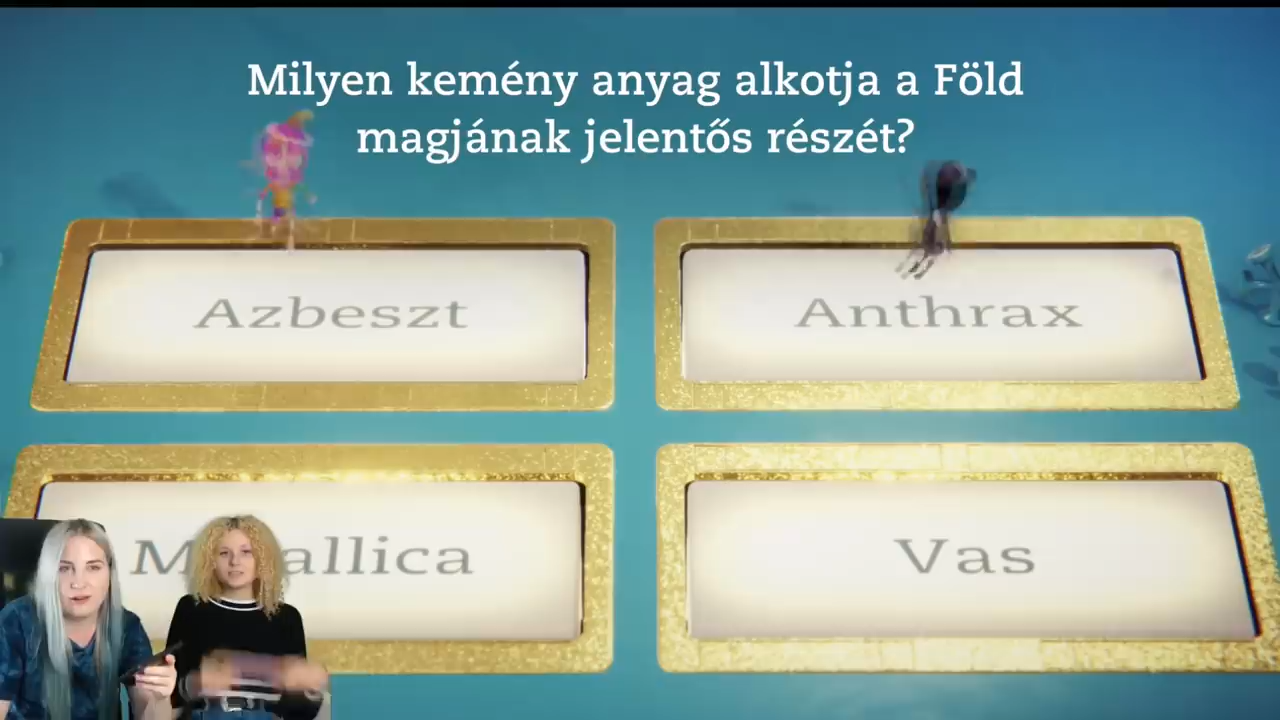 Milyen kemény anyag alkotja a Föld
magjának jelentős részét?
Azbeszt
Anthrax
Vas